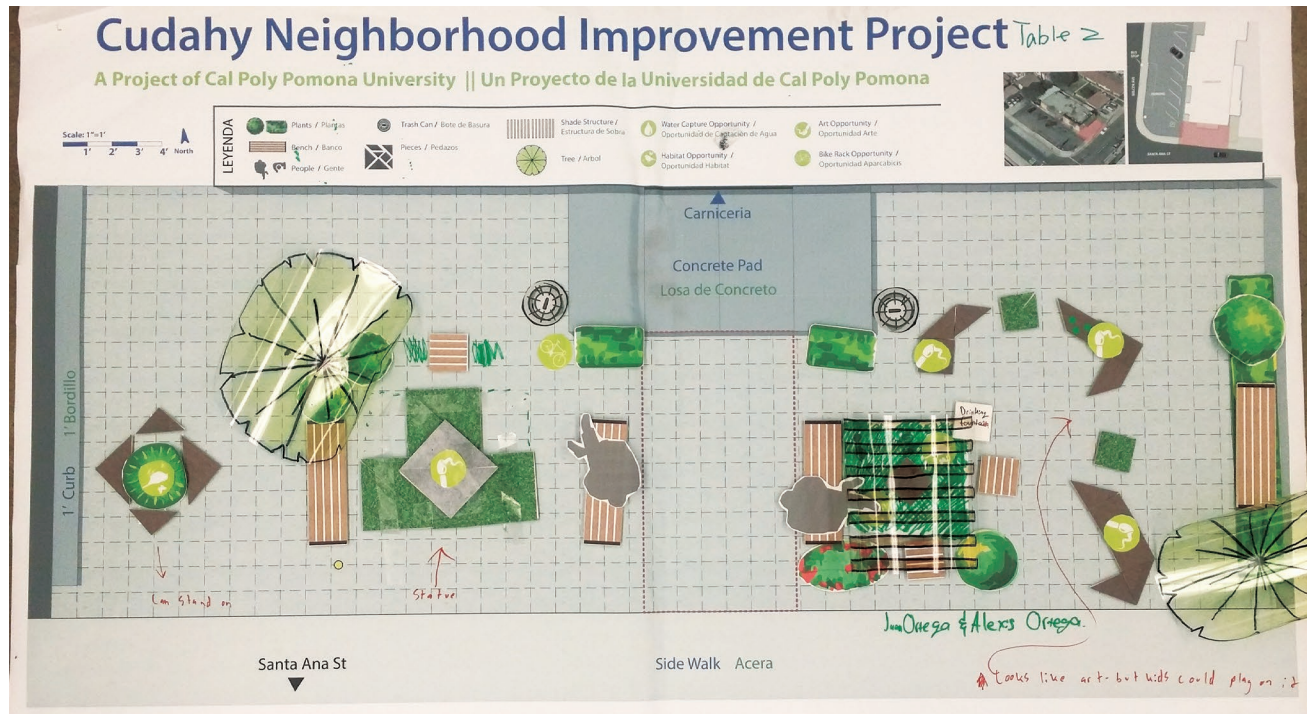 Cudahy Neighborhood Improvement Project
Table 2
A Project of Cal Poly Pomona University || Un Proyecto de la Universidad de Cal Poly Pomona
LEYENDA
Plants / Plantas
Bench / Banco
People / Gente
Trash Can / Bote de Basura
Pieces / Pedazos
Shade Structure /
Estructura de Sobra
Tree / Arbol
Water Capture Opportunity /
Oportunidad de Captación de Agua
Habitat Opportunity /
Oportunidad Habitat
Art Opportunity /
Oportunidad Arte
Bike Rack Opportunity /
Oportunidad Aparcabicis
Scale: 1"=1'
1' 2' 3' 4' North
Carniceria
Concrete Pad
Losa de Concreto
1' Curb 1' Bordillo
Drinking
fountain
Can stand on
Statue
Juan Ortega & Alexis Ortega.
Santa Ana St
Side Walk Acera
Looks like art-but kids could play on it